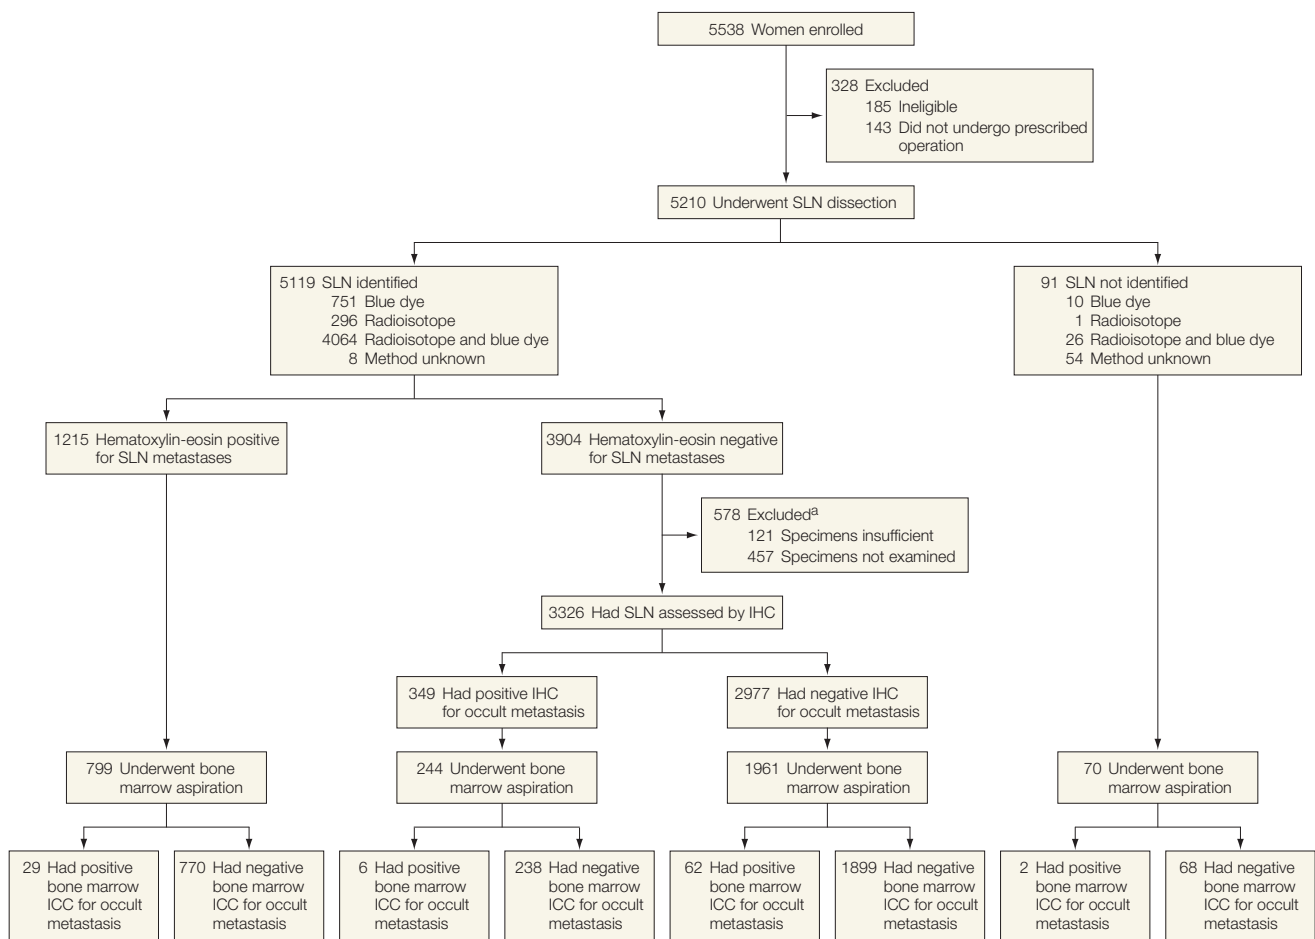 5538 Women enrolled
328 Excluded
185 Ineligible
143 Did not undergo prescribed
operation
5210 Underwent SLN dissection
5119 SLN identified
751 Blue dye
296 Radioisotope
4064 Radioisotope and blue dye
8 Method unknown
91 SLN not identified
10 Blue dye
1 Radioisotope
26 Radioisotope and blue dye
54 Method unknown
1215 Hematoxylin-eosin positive
for SLN metastases
3904 Hematoxylin-eosin negative
for SLN metastases
578 Excludedª
121 Specimens insufficient
457 Specimens not examined
3326 Had SLN assessed by IHC
349 Had positive IHC
for occult metastasis
2977 Had negative IHC
for occult metastasis
799 Underwent bone
marrow aspiration
244 Underwent bone
marrow aspiration
1961 Underwent bone
marrow aspiration
70 Underwent bone
marrow aspiration
29 Had positive
bone marrow
ICC for occult
metastasis
770 Had negative
bone marrow
ICC for occult
metastasis
6 Had positive
bone marrow
ICC for occult
metastasis
238 Had negative
bone marrow
ICC for occult
metastasis
62 Had positive
bone marrow
ICC for occult
metastasis
1899 Had negative
bone marrow
ICC for occult
metastasis
2 Had positive
bone marrow
ICC for occult
metastasis
68 Had negative
bone marrow
ICC for occult
metastasis